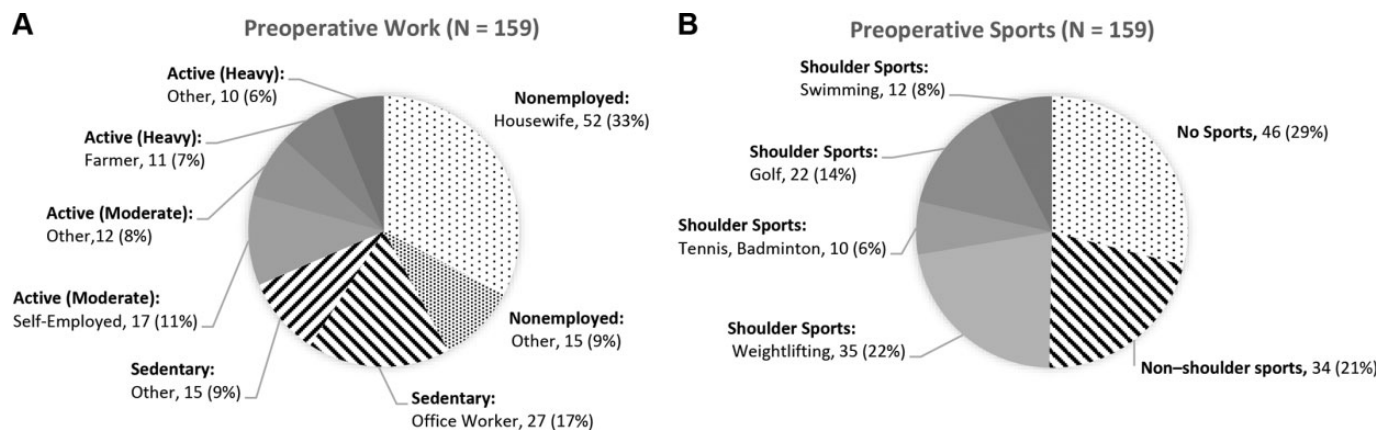 A
Preoperative Work (N = 159)
Active (Heavy):
Other, 10 (6%)
Nonemployed:
Housewife, 52 (33%)
Active (Heavy):
Farmer, 11 (7%)
Active (Moderate):
Other,12 (8%)
Active (Moderate):
Self-Employed, 17 (11%)
Nonemployed:
Other, 15 (9%)
Sedentary:
Other, 15 (9%)
Sedentary:
Office Worker, 27 (17%)
B
Preoperative Sports (N = 159)
Shoulder Sports:
Swimming, 12 (8%)
No Sports, 46 (29%)
Shoulder Sports:
Golf, 22 (14%)
Shoulder Sports:
Tennis, Badminton, 10 (6%)
Shoulder Sports:
Weightlifting, 35 (22%)
Non–shoulder sports, 34 (21%)